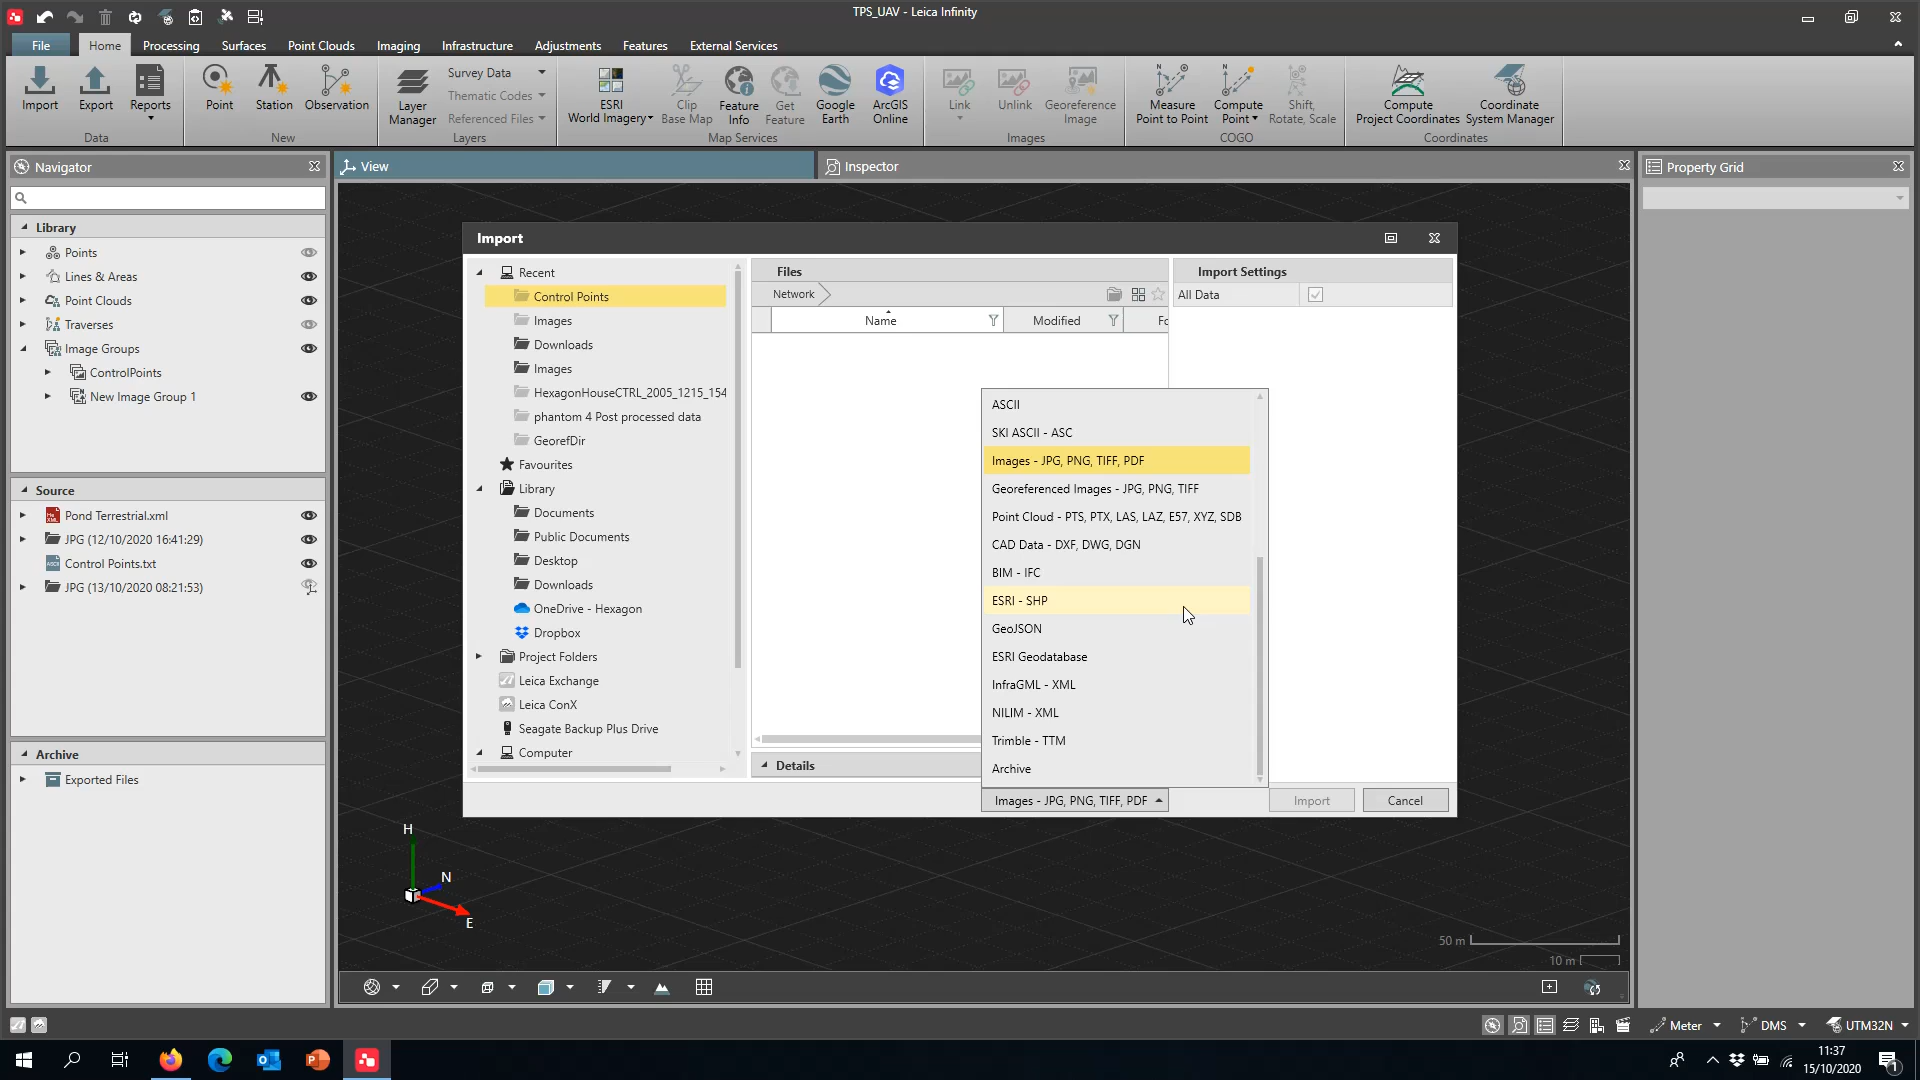 TPS_UAV - Leica Infinity
File
Home
Processing
Surfaces
Point Clouds
Imaging
Infrastructure
Adjustments
Features
External Services
Import
Export
Reports
Data
Point
Station
Observation
New
Layer
Manager
Survey Data
Thematic Codes
Referenced Files
Layers
ESRI
World Imagery
Clip
Base Map
Feature
Info
Get
Feature
Google
Earth
ArcGIS
Online
Map Services
Link
Unlink
Georeference
Image
Images
Measure
Point to Point
Compute
Point
Shift,
Rotate, Scale
COGO
Compute
Project Coordinates
Coordinate
System Manager
Coordinates
Navigator
Library
Points
Lines & Areas
Point Clouds
Traverses
Image Groups
ControlPoints
New Image Group 1
Source
Pond Terrestrial.xml
JPG (12/10/2020 16:41:29)
Control Points.txt
JPG (13/10/2020 08:21:53)
Archive
Exported Files
View
Inspector
Import
Recent
Control Points
Images
Downloads
Images
HexagonHouseCTRL_2005_1215_154
phantom 4 Post processed data
GeorefDir
Favourites
Library
Documents
Public Documents
Desktop
Downloads
OneDrive - Hexagon
Dropbox
Project Folders
Leica Exchange
Leica ConX
Seagate Backup Plus Drive
Computer
Files
Network
Name
Modified
Fo
Details
Import Settings
All Data
ASCII
SKI ASCII - ASC
Images - JPG, PNG, TIFF, PDF
Georeferenced Images - JPG, PNG, TIFF
Point Cloud - PTS, PTX, LAS, LAZ, E57, XYZ, SDB
CAD Data - DXF, DWG, DGN
BIM - IFC
ESRI - SHP
GeoJSON
ESRI Geodatabase
InfraGML - XML
NILIM - XML
Trimble - TTM
Archive
Images - JPG, PNG, TIFF, PDF
Import
Cancel
H
N
E
50 m
10 m
Property Grid
Meter
DMS
UTM32N
11:37
15/10/2020
1